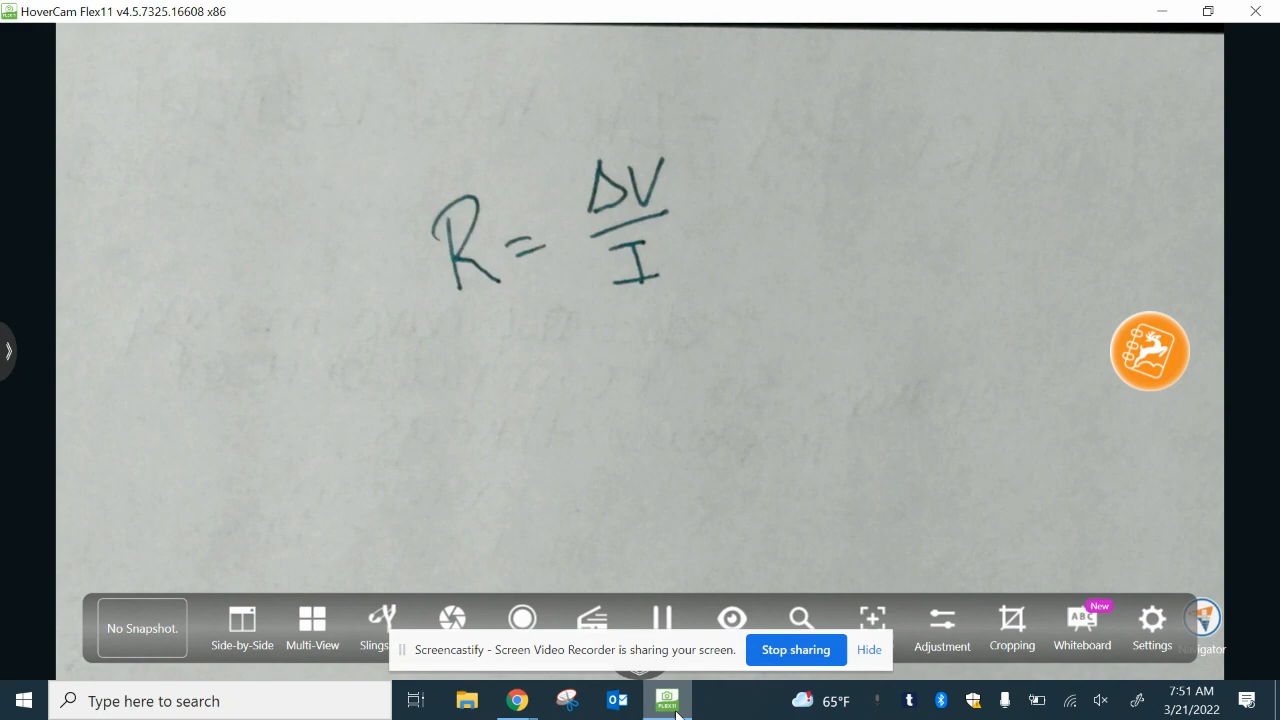 HoverCam Flex11 v4.5.7325.16608 x86
R = ΔV/I
No Snapshot.
Side-by-Side
Multi-View
Slings
Adjustment
Cropping
ABC
New
Whiteboard
Settings
Navigator
Screencastify - Screen Video Recorder is sharing your screen.
Stop sharing
Hide
Type here to search
FLEX11
65°F
7:51 AM
3/21/2022